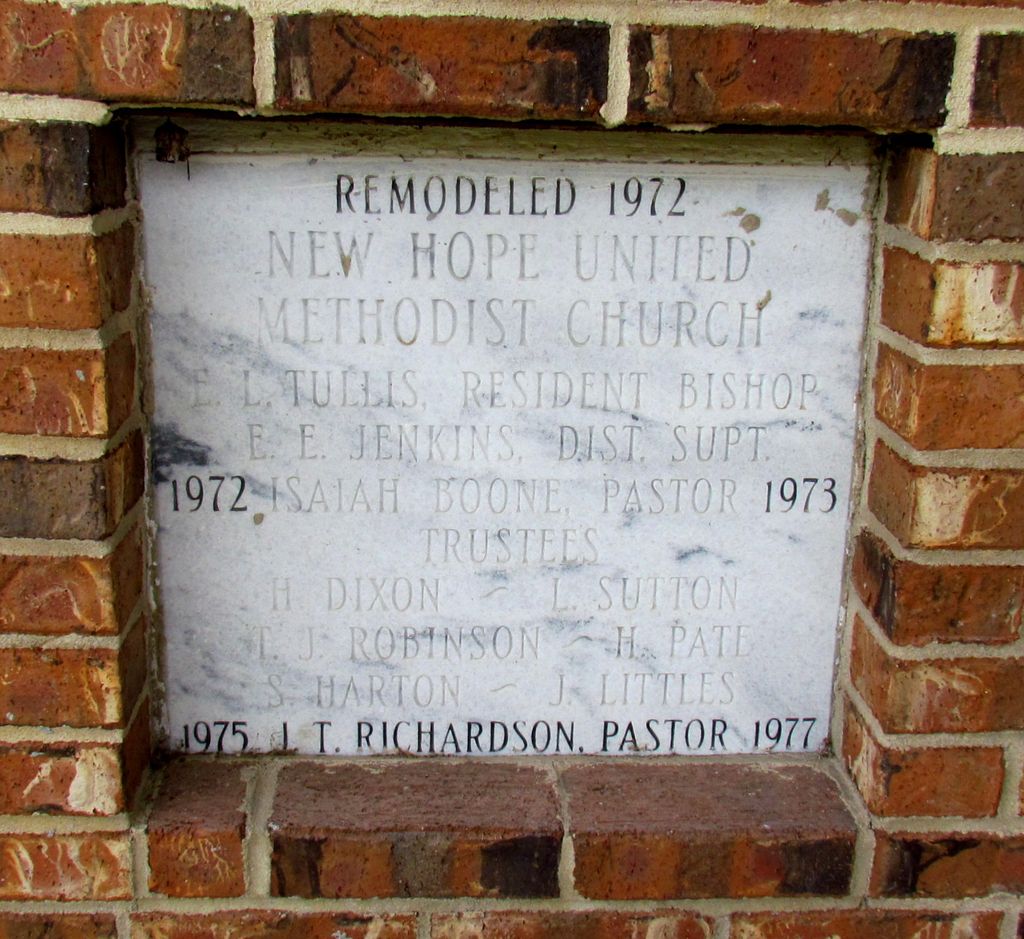 REMODELED 1972
NEW HOPE UNITED
METHODIST CHURCH
E. L. TULLIS, RESIDENT BISHOP
E. E. JENKINS, DIST. SUPT.
1972 ISAIAH BOONE, PASTOR 1973
TRUSTEES
H. DIXON ~ L. SUTTON
T. J. ROBINSON ~ H. PATE
S. HARTON ~ J. LITTLES
1975 J. T. RICHARDSON, PASTOR 1977